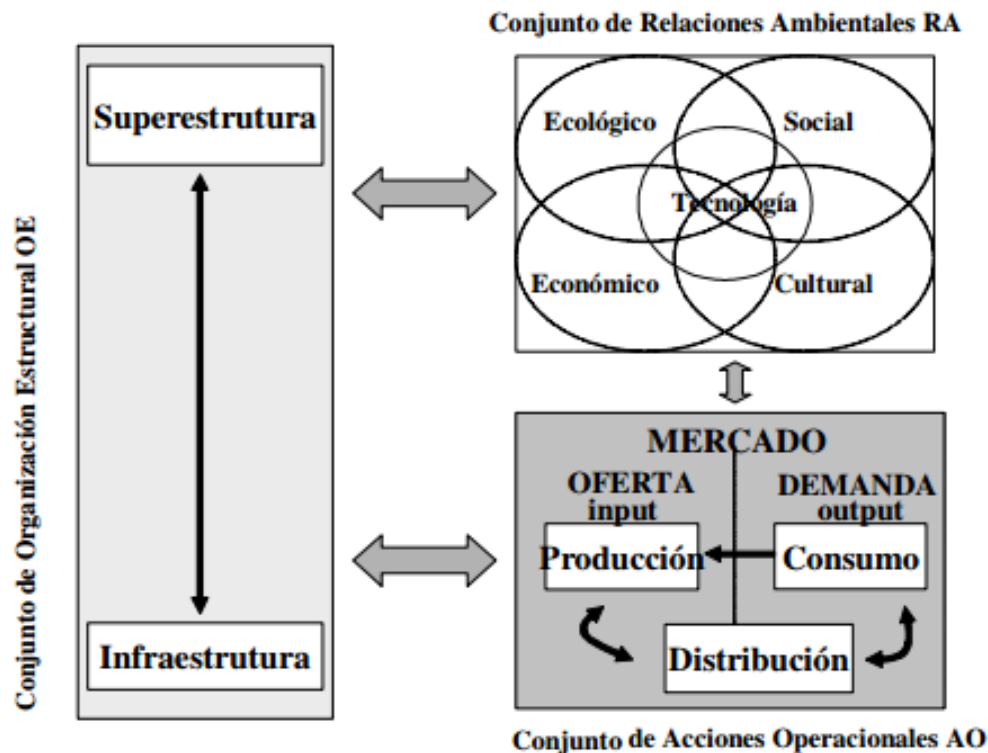 Conjunto de Relaciones Ambientales RA
Superestrutura
Ecológico
Social
Tecnología
Económico
Cultural
Conjunto de Organización Estructural OE
MERCADO
OFERTA
input
DEMANDA
output
Producción
Consumo
Infraestrutura
Distribución
Conjunto de Acciones Operacionales AO